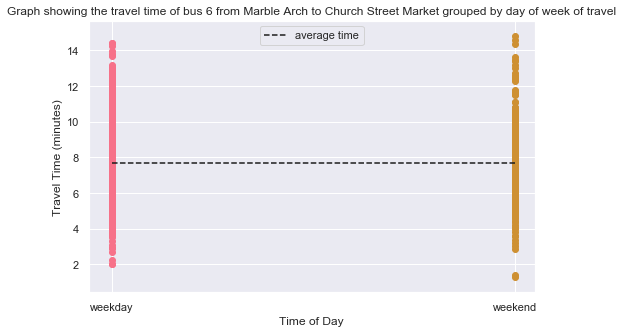 Graph showing the travel time of bus 6 from Marble Arch to Church Street Market grouped by day of week of travel
average time
Travel Time (minutes)
14
12
10
8
6
4
2
weekday weekend
Time of Day